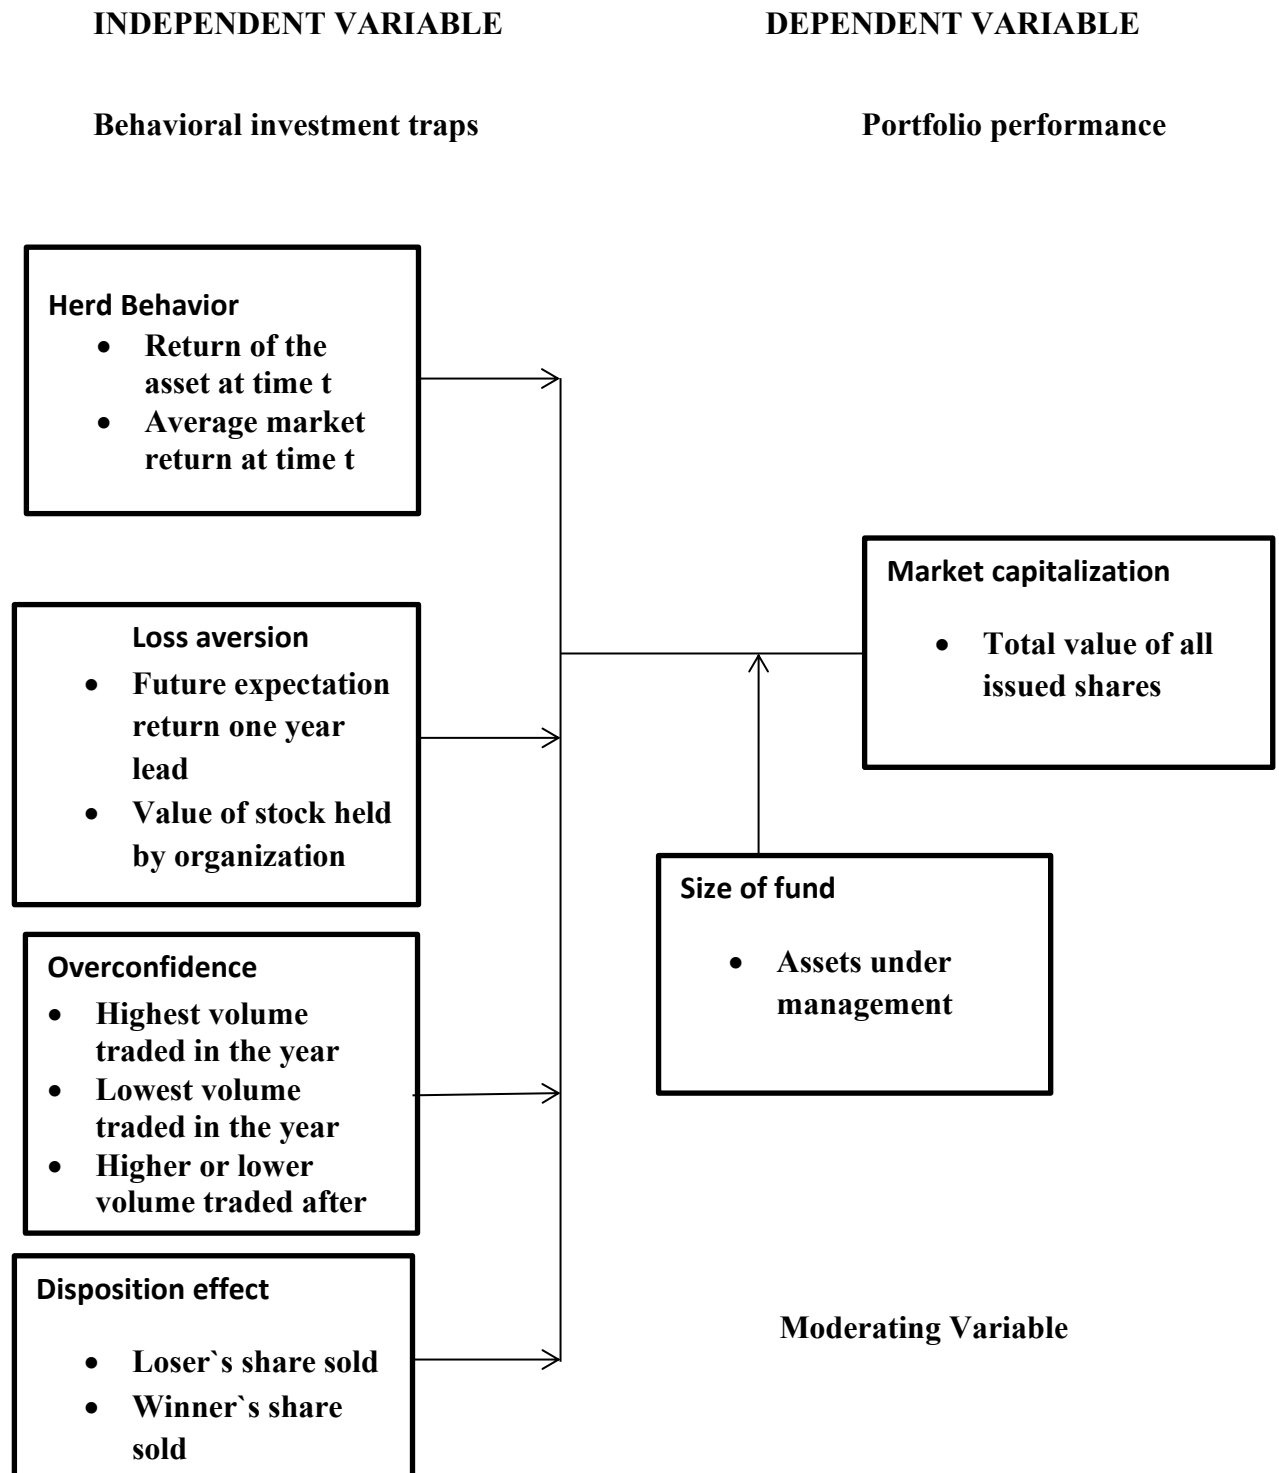 INDEPENDENT VARIABLE
DEPENDENT VARIABLE
Behavioral investment traps
Portfolio performance
Herd Behavior
• Return of the
asset at time t
• Average market
return at time t
Loss aversion
• Future expectation
return one year
lead
• Value of stock held
by organization
Overconfidence
• Highest volume
traded in the year
• Lowest volume
traded in the year
• Higher or lower
volume traded after
Disposition effect
• Loser`s share sold
• Winner`s share
sold
Market capitalization
• Total value of all
issued shares
Size of fund
• Assets under
management
Moderating Variable